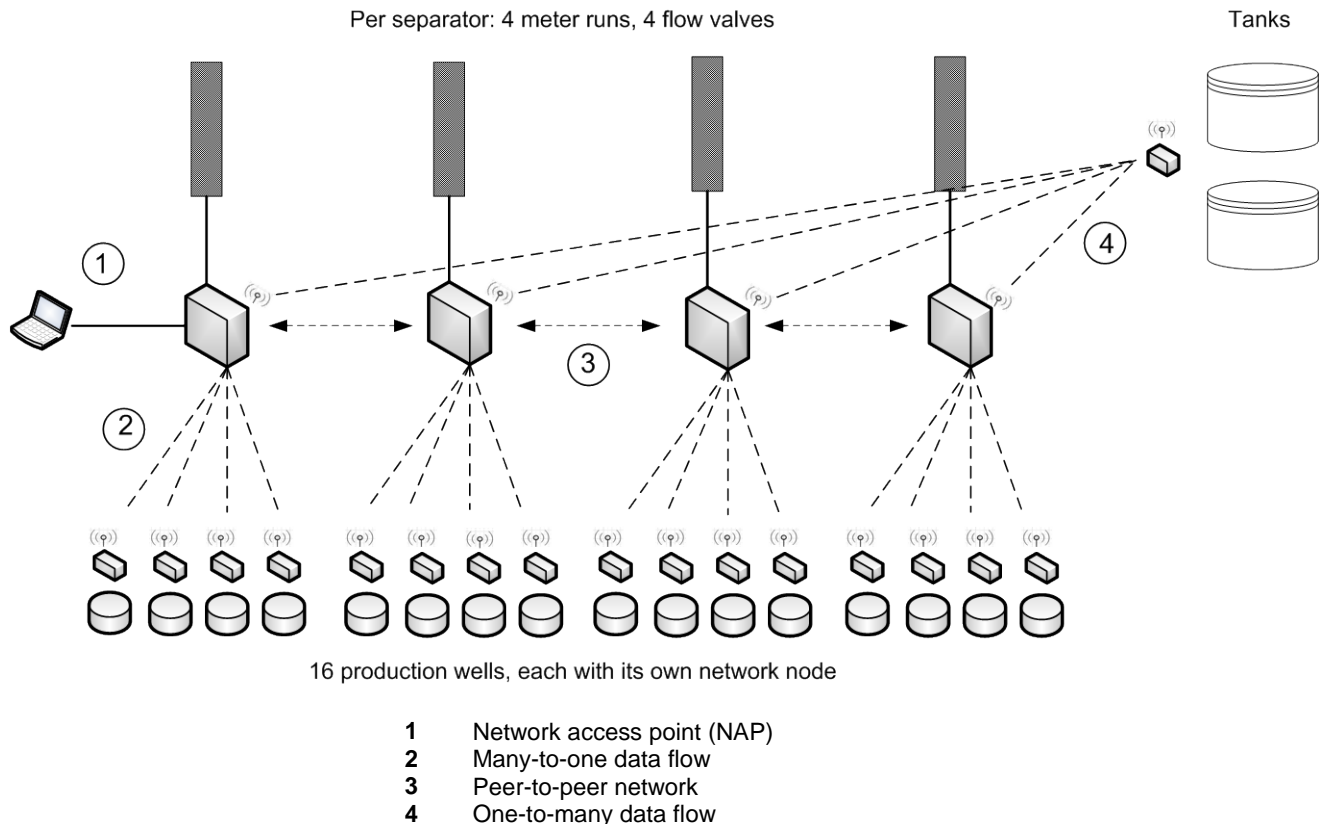 Per separator: 4 meter runs, 4 flow valves
Tanks
1
4
3
2
16 production wells, each with its own network node
1 Network access point (NAP)
2 Many-to-one data flow
3 Peer-to-peer network
4 One-to-many data flow